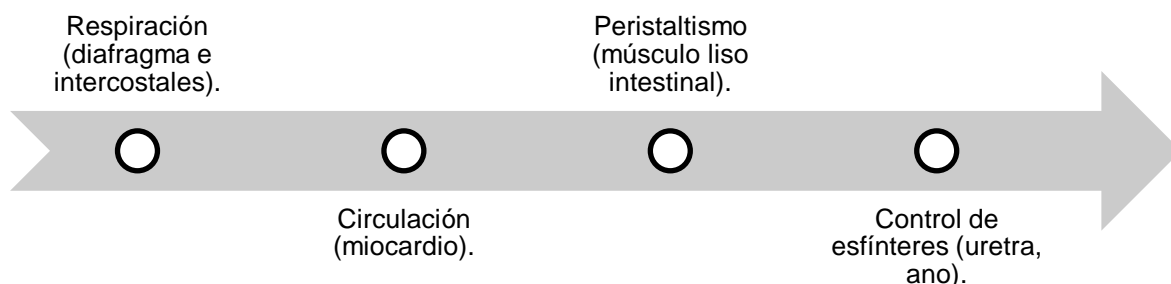 Respiración
(diafragma e
intercostales).
Circulación
(miocardio).
Peristaltismo
(músculo liso
intestinal).
Control de
esfínteres (uretra,
ano).